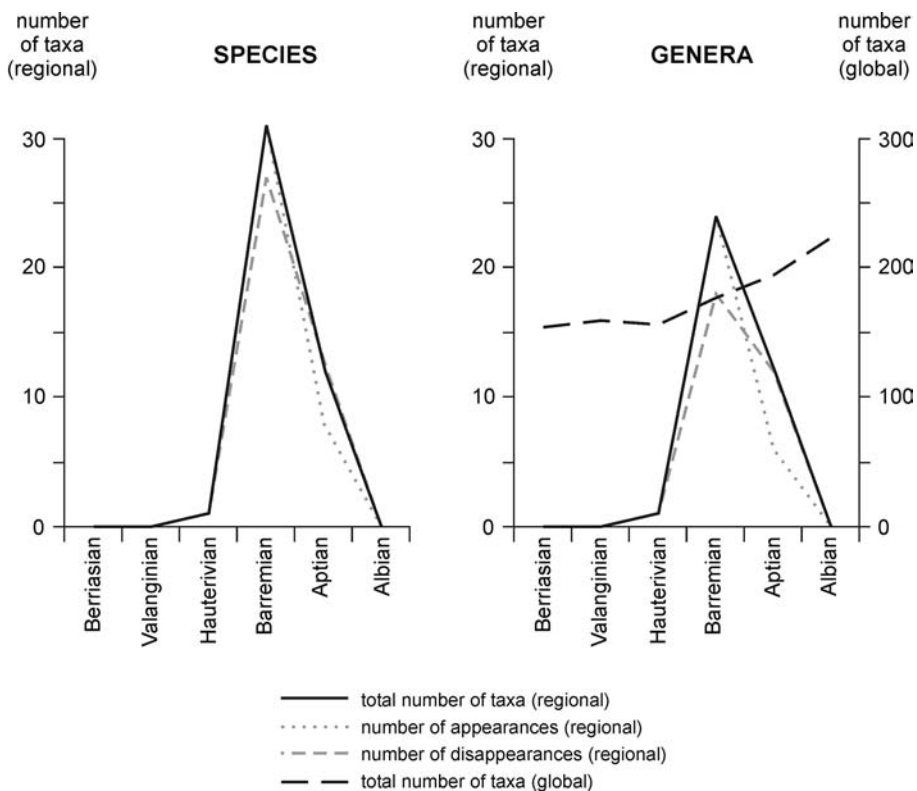 number
of taxa
(regional)
SPECIES
30
20
10
0
Berriasian
Valanginian
Hauterivian
Barremian
Aptian
Albian
number
of taxa
(regional)
GENERA
number
of taxa
(global)
30
20
10
0
300
200
100
0
Berriasian
Valanginian
Hauterivian
Barremian
Aptian
Albian
total number of taxa (regional)
number of appearances (regional)
number of disappearances (regional)
total number of taxa (global)